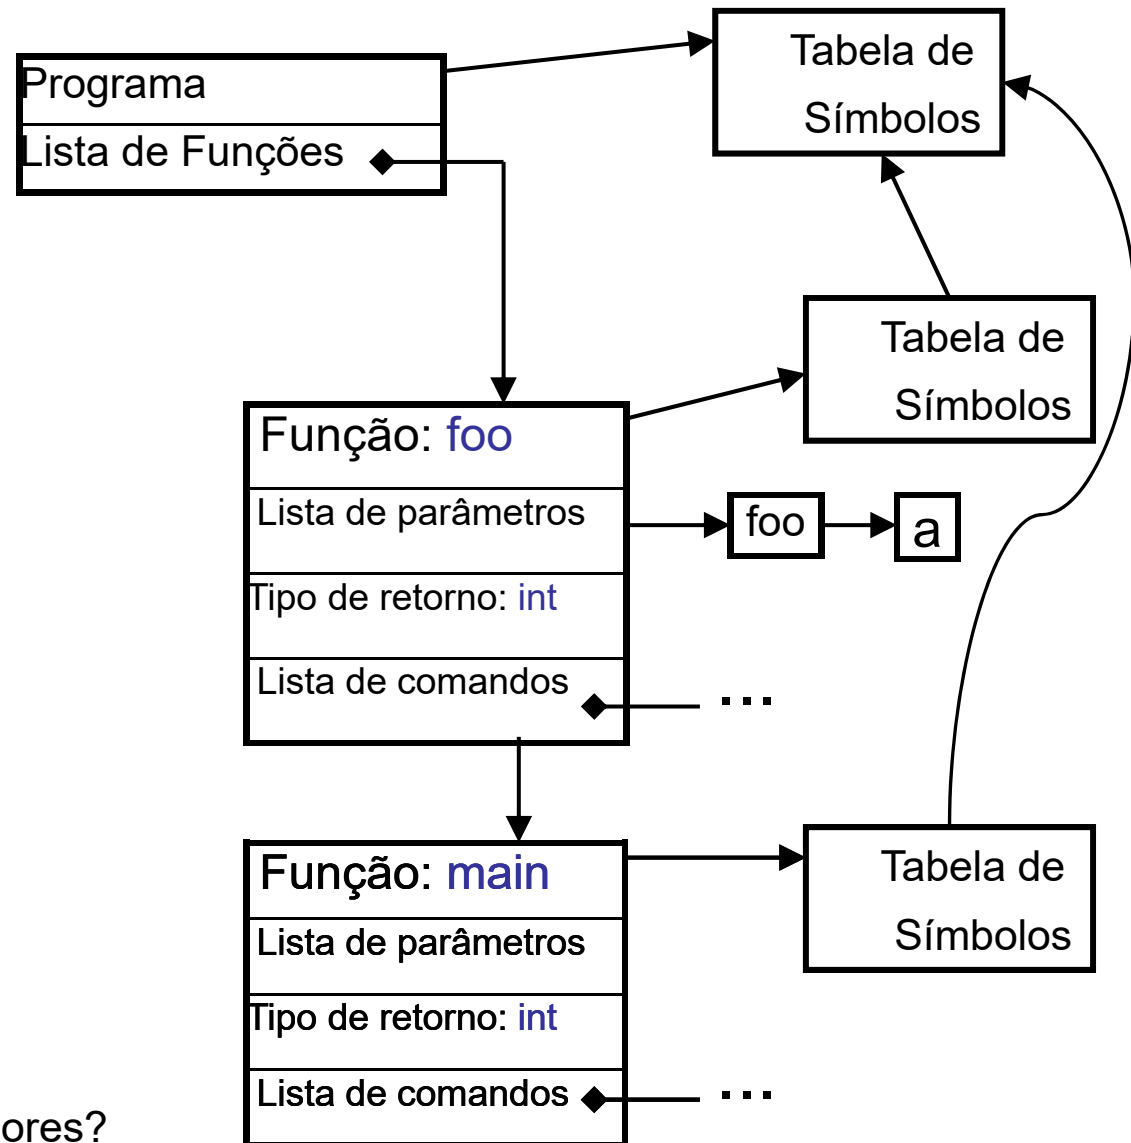 Programa
Lista de Funções
Tabela de
Símbolos
Tabela de
Símbolos
Função: foo
Lista de parâmetros
foo
a
Tipo de retorno: int
Lista de comandos
...
Função: main
Tabela de
Símbolos
Lista de parâmetros
Tipo de retorno: int
Lista de comandos
...
ores?